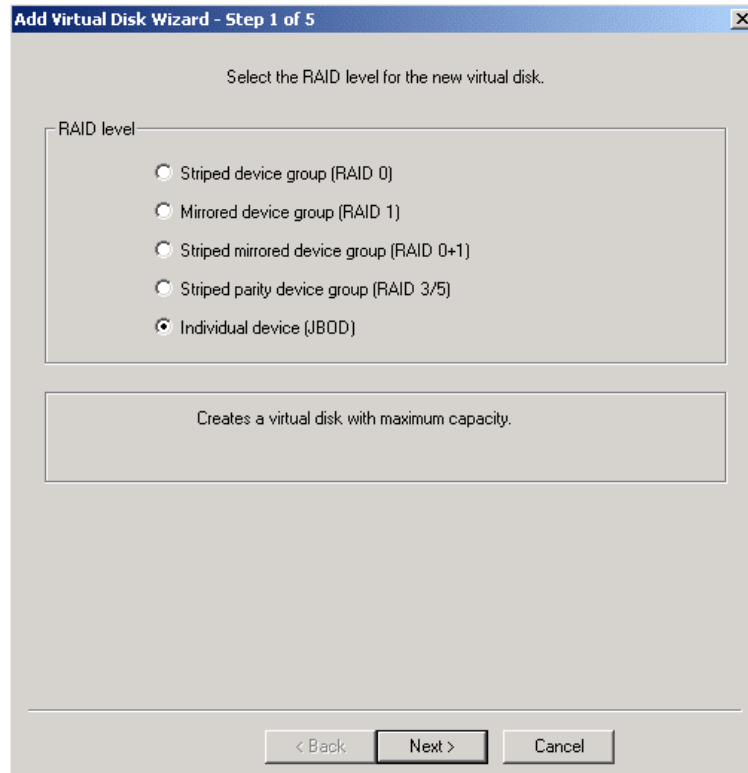 Add Virtual Disk Wizard - Step 1 of 5
Select the RAID level for the new virtual disk.
RAID level
Striped device group (RAID 0)
Mirrored device group (RAID 1)
Striped mirrored device group (RAID 0+1)
Striped parity device group (RAID 3/5)
Individual device (JBOD)
Creates a virtual disk with maximum capacity.
< Back Next > Cancel